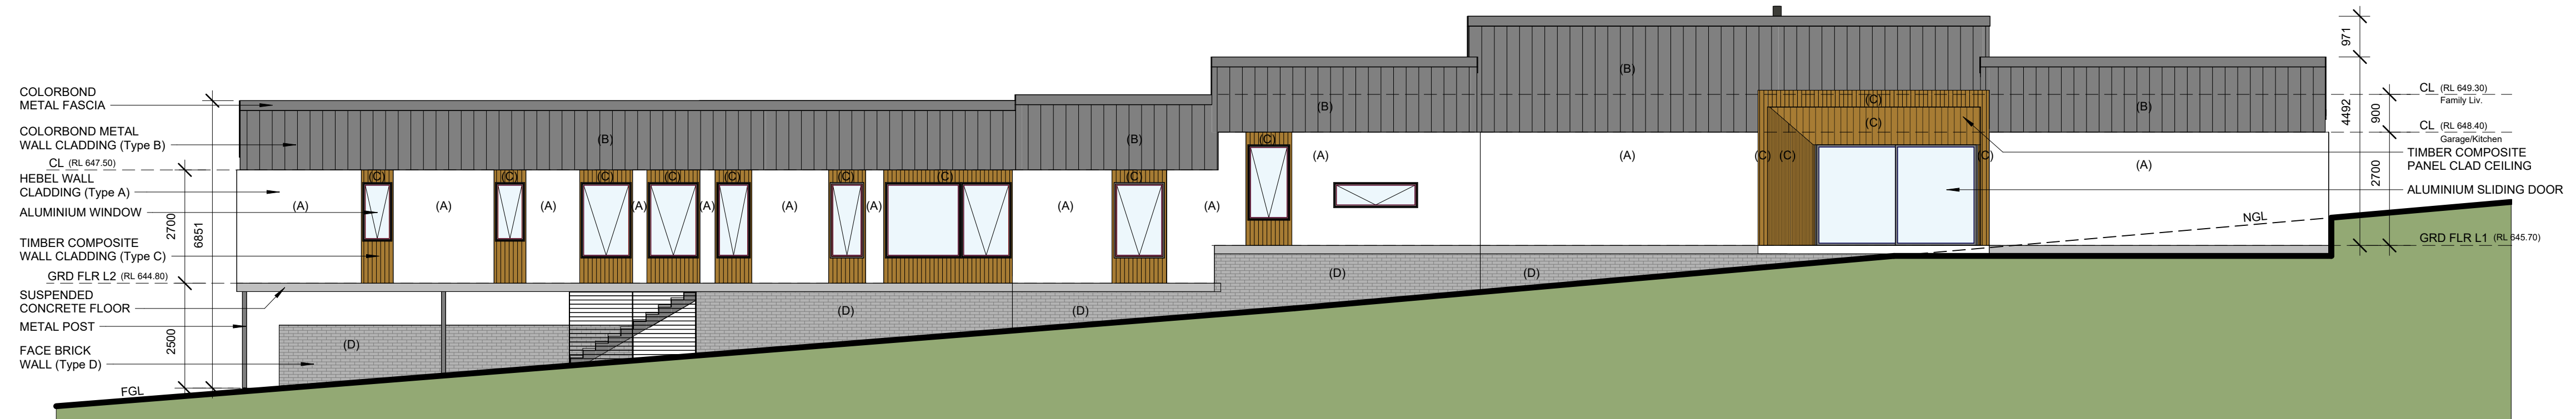 COLORBOND
METAL FASCIA
COLORBOND METAL
WALL CLADDING (Type B)
CL (RL 647.50)
HEBEL WALL
CLADDING (Type A)
ALUMINIUM WINDOW
TIMBER COMPOSITE
WALL CLADDING (Type C)
GRD FLR L2 (RL 644.80)
SUSPENDED
CONCRETE FLOOR
METAL POST
FACE BRICK
WALL (Type D)
FGL
2700
6851
2500
(B)
(B)
(B)
(B)
(B)
(C)
(C)
(C)
(C)
(C)
(C)
(C)
(C)
(C)
(C)
(C)
(C)
(C)
(C)
(A)
(A)
(A)
(A)
(A)
(A)
(A)
(A)
(A)
(A)
(A)
(A)
(D)
(D)
(D)
(D)
(D)
NGL
971
4492
900
2700
CL (RL 649.30)
Family Liv.
CL (RL 648.40)
Garage/Kitchen
TIMBER COMPOSITE
PANEL CLAD CEILING
ALUMINIUM SLIDING DOOR
GRD FLR L1 (RL 645.70)